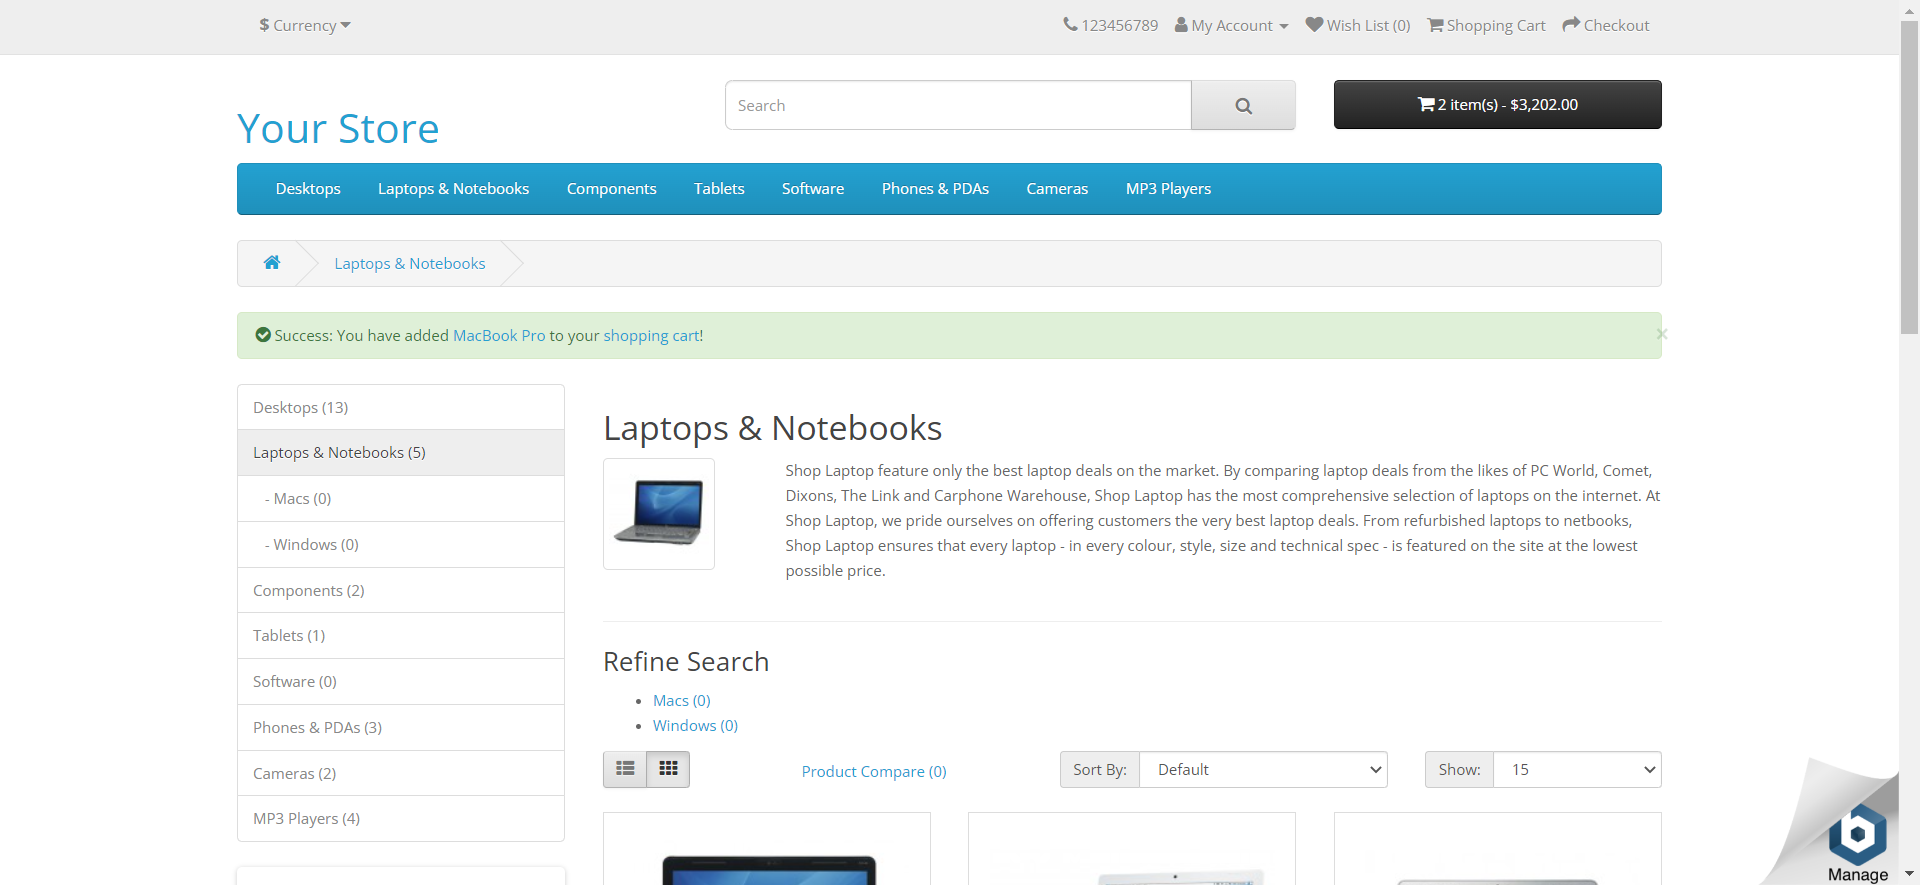 $ Currency
123456789
My Account
Wish List (0)
Shopping Cart
Checkout
Your Store
Search
2 item(s) - $3,202.00
Desktops
Laptops & Notebooks
Components
Tablets
Software
Phones & PDAs
Cameras
MP3 Players
Laptops & Notebooks
Success: You have added MacBook Pro to your shopping cart!
×
Desktops (13)
Laptops & Notebooks (5)
- Macs (0)
- Windows (0)
Components (2)
Tablets (1)
Software (0)
Phones & PDAs (3)
Cameras (2)
MP3 Players (4)
Laptops & Notebooks
Shop Laptop feature only the best laptop deals on the market. By comparing laptop deals from the likes of PC World, Comet,
Dixons, The Link and Carphone Warehouse, Shop Laptop has the most comprehensive selection of laptops on the internet. At
Shop Laptop, we pride ourselves on offering customers the very best laptop deals. From refurbished laptops to netbooks,
Shop Laptop ensures that every laptop - in every colour, style, size and technical spec - is featured on the site at the lowest
possible price.
Refine Search
Macs (0)
Windows (0)
Product Compare (0)
Sort By:
Default
Show:
15
Manage